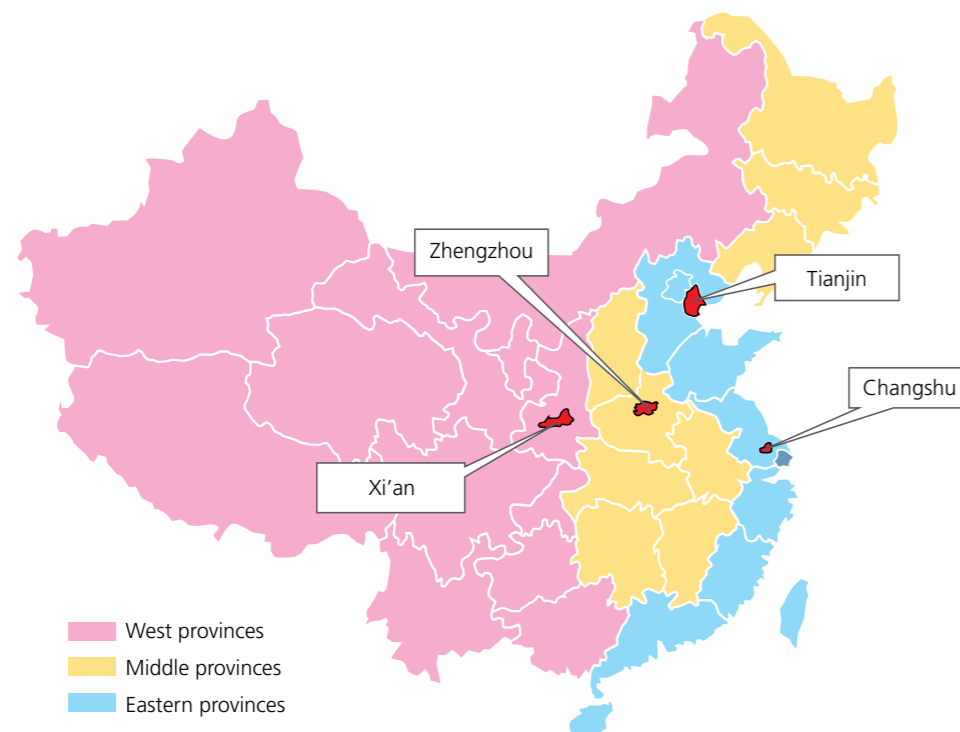 Zhengzhou
Tianjin
Changshu
Xi’an
West provinces
Middle provinces
Eastern provinces